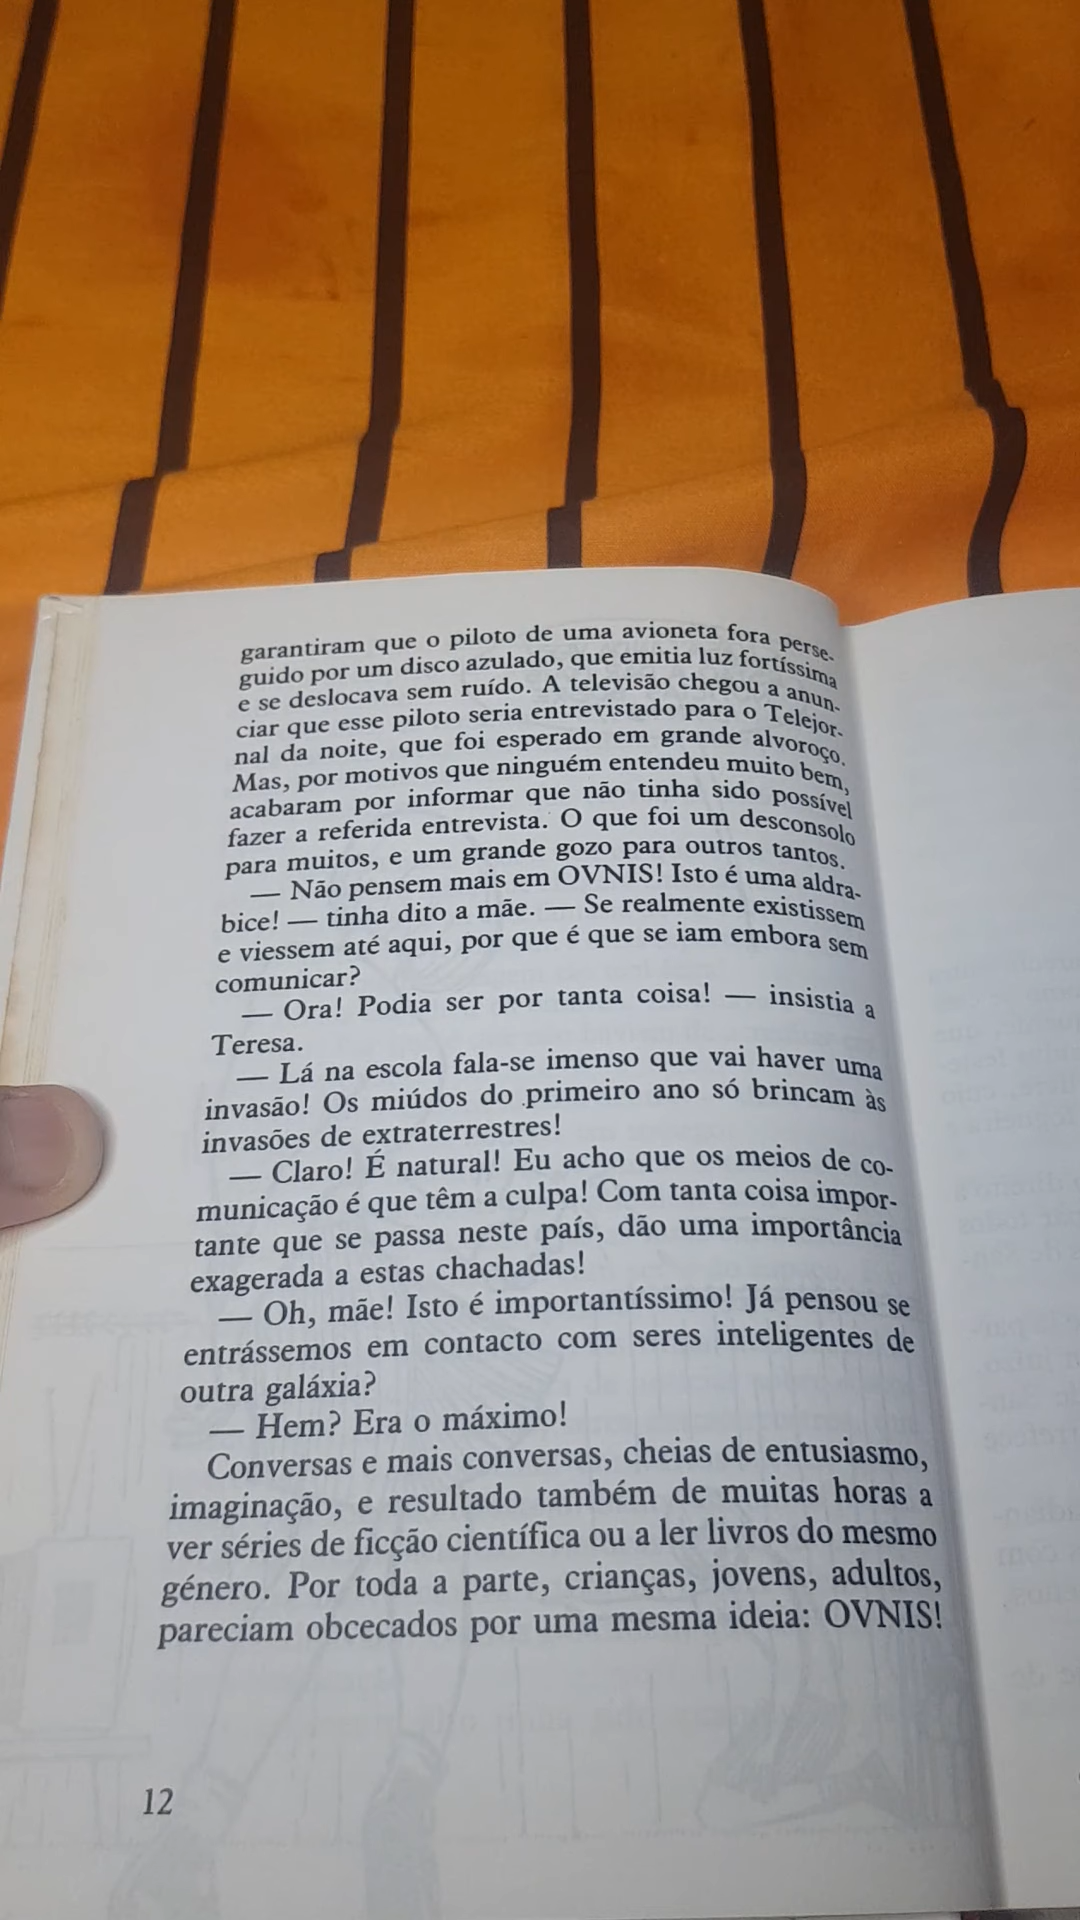 garantiram que o piloto de uma avioneta fora perse-
guido por um disco azulado, que emitia luz fortíssima
e se deslocava sem ruído. A televisão chegou a anun-
ciar que esse piloto seria entrevistado para o Telejor-
nal da noite, que foi esperado em grande alvoroço.
Mas, por motivos que ninguém entendeu muito bem,
acabaram por informar que não tinha sido possível
fazer a referida entrevista. O que foi um desconsolo
para muitos, e um grande gozo para outros tantos.
— Não pensem mais em OVNIS! Isto é uma aldra-
bice! — tinha dito a mãe. — Se realmente existissem
e viessem até aqui, por que é que se iam embora sem
comunicar?
— Ora! Podia ser por tanta coisa! — insistia a
Teresa.
— Lá na escola fala-se imenso que vai haver uma
invasão! Os miúdos do primeiro ano só brincam às
invasões de extraterrestres!
— Claro! É natural! Eu acho que os meios de co-
municação é que têm a culpa! Com tanta coisa impor-
tante que se passa neste país, dão uma importância
exagerada a estas chachadas!
— Oh, mãe! Isto é importantíssimo! Já pensou se
entrássemos em contacto com seres inteligentes de
outra galáxia?
— Hem? Era o máximo!
Conversas e mais conversas, cheias de entusiasmo,
imaginação, e resultado também de muitas horas a
ver séries de ficção científica ou a ler livros do mesmo
género. Por toda a parte, crianças, jovens, adultos,
pareciam obcecados por uma mesma ideia: OVNIS!
12